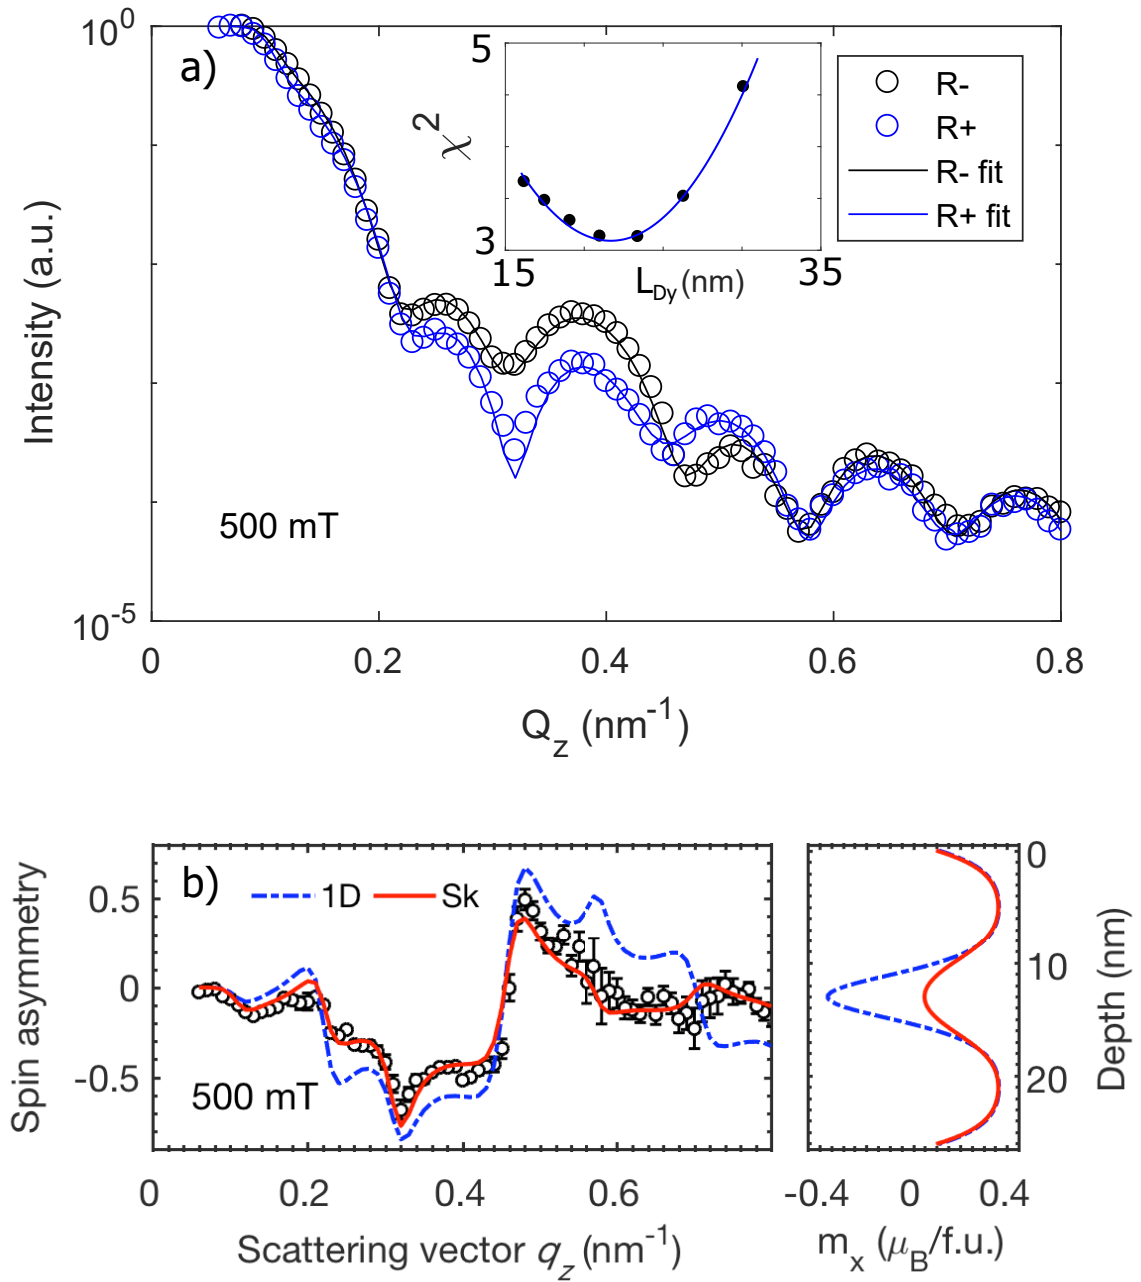 10⁰
a)
5
χ²
3
15
L_Dy (nm)
35
R-
R+
R- fit
R+ fit
Intensity (a.u.)
500 mT
10⁻⁵
0
0.2
0.4
0.6
0.8
Q_z (nm⁻¹)
b)
1D
Sk
Spin asymmetry
0.5
0
-0.5
500 mT
0
0.2
0.4
0.6
Scattering vector q_z (nm⁻¹)
0
10
20
Depth (nm)
-0.4
0
0.4
m_x (μ_B/f.u.)